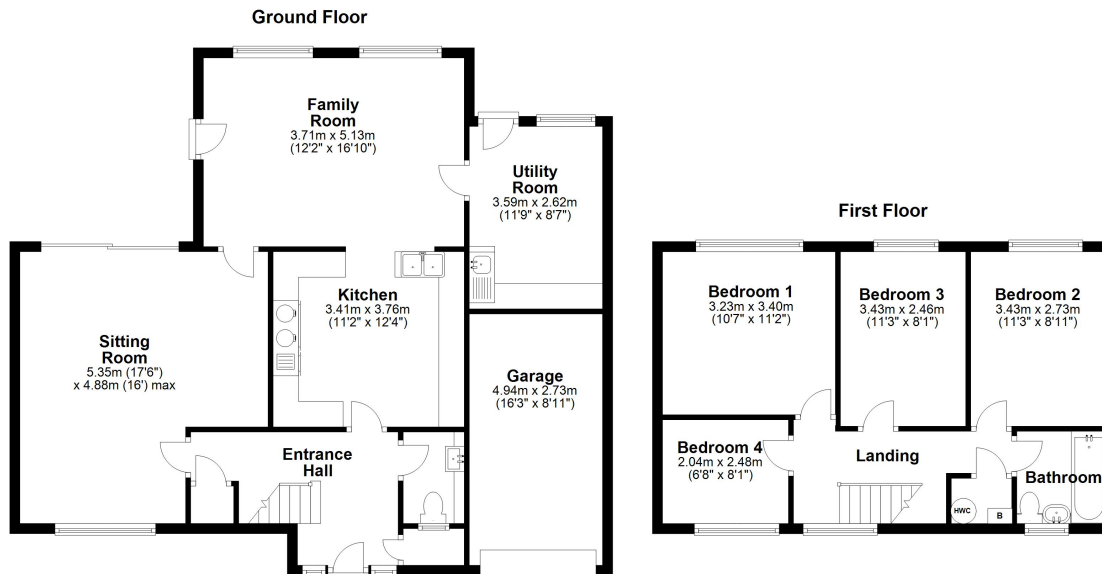 Ground Floor
Family
Room
3.71m x 5.13m
(12'2" x 16'10")
Utility
Room
3.59m x 2.62m
(11'9" x 8'7")
Kitchen
3.41m x 3.76m
(11'2" x 12'4")
Sitting
Room
5.35m (17'6")
x 4.88m (16') max
Garage
4.94m x 2.73m
(16'3" x 8'11")
Entrance
Hall
First Floor
Bedroom 1
3.23m x 3.40m
(10'7" x 11'2")
Bedroom 3
3.43m x 2.46m
(11'3" x 8'1")
Bedroom 2
3.43m x 2.73m
(11'3" x 8'11")
Bedroom 4
2.04m x 2.48m
(6'8" x 8'1")
Landing
Bathroom
HWC
B